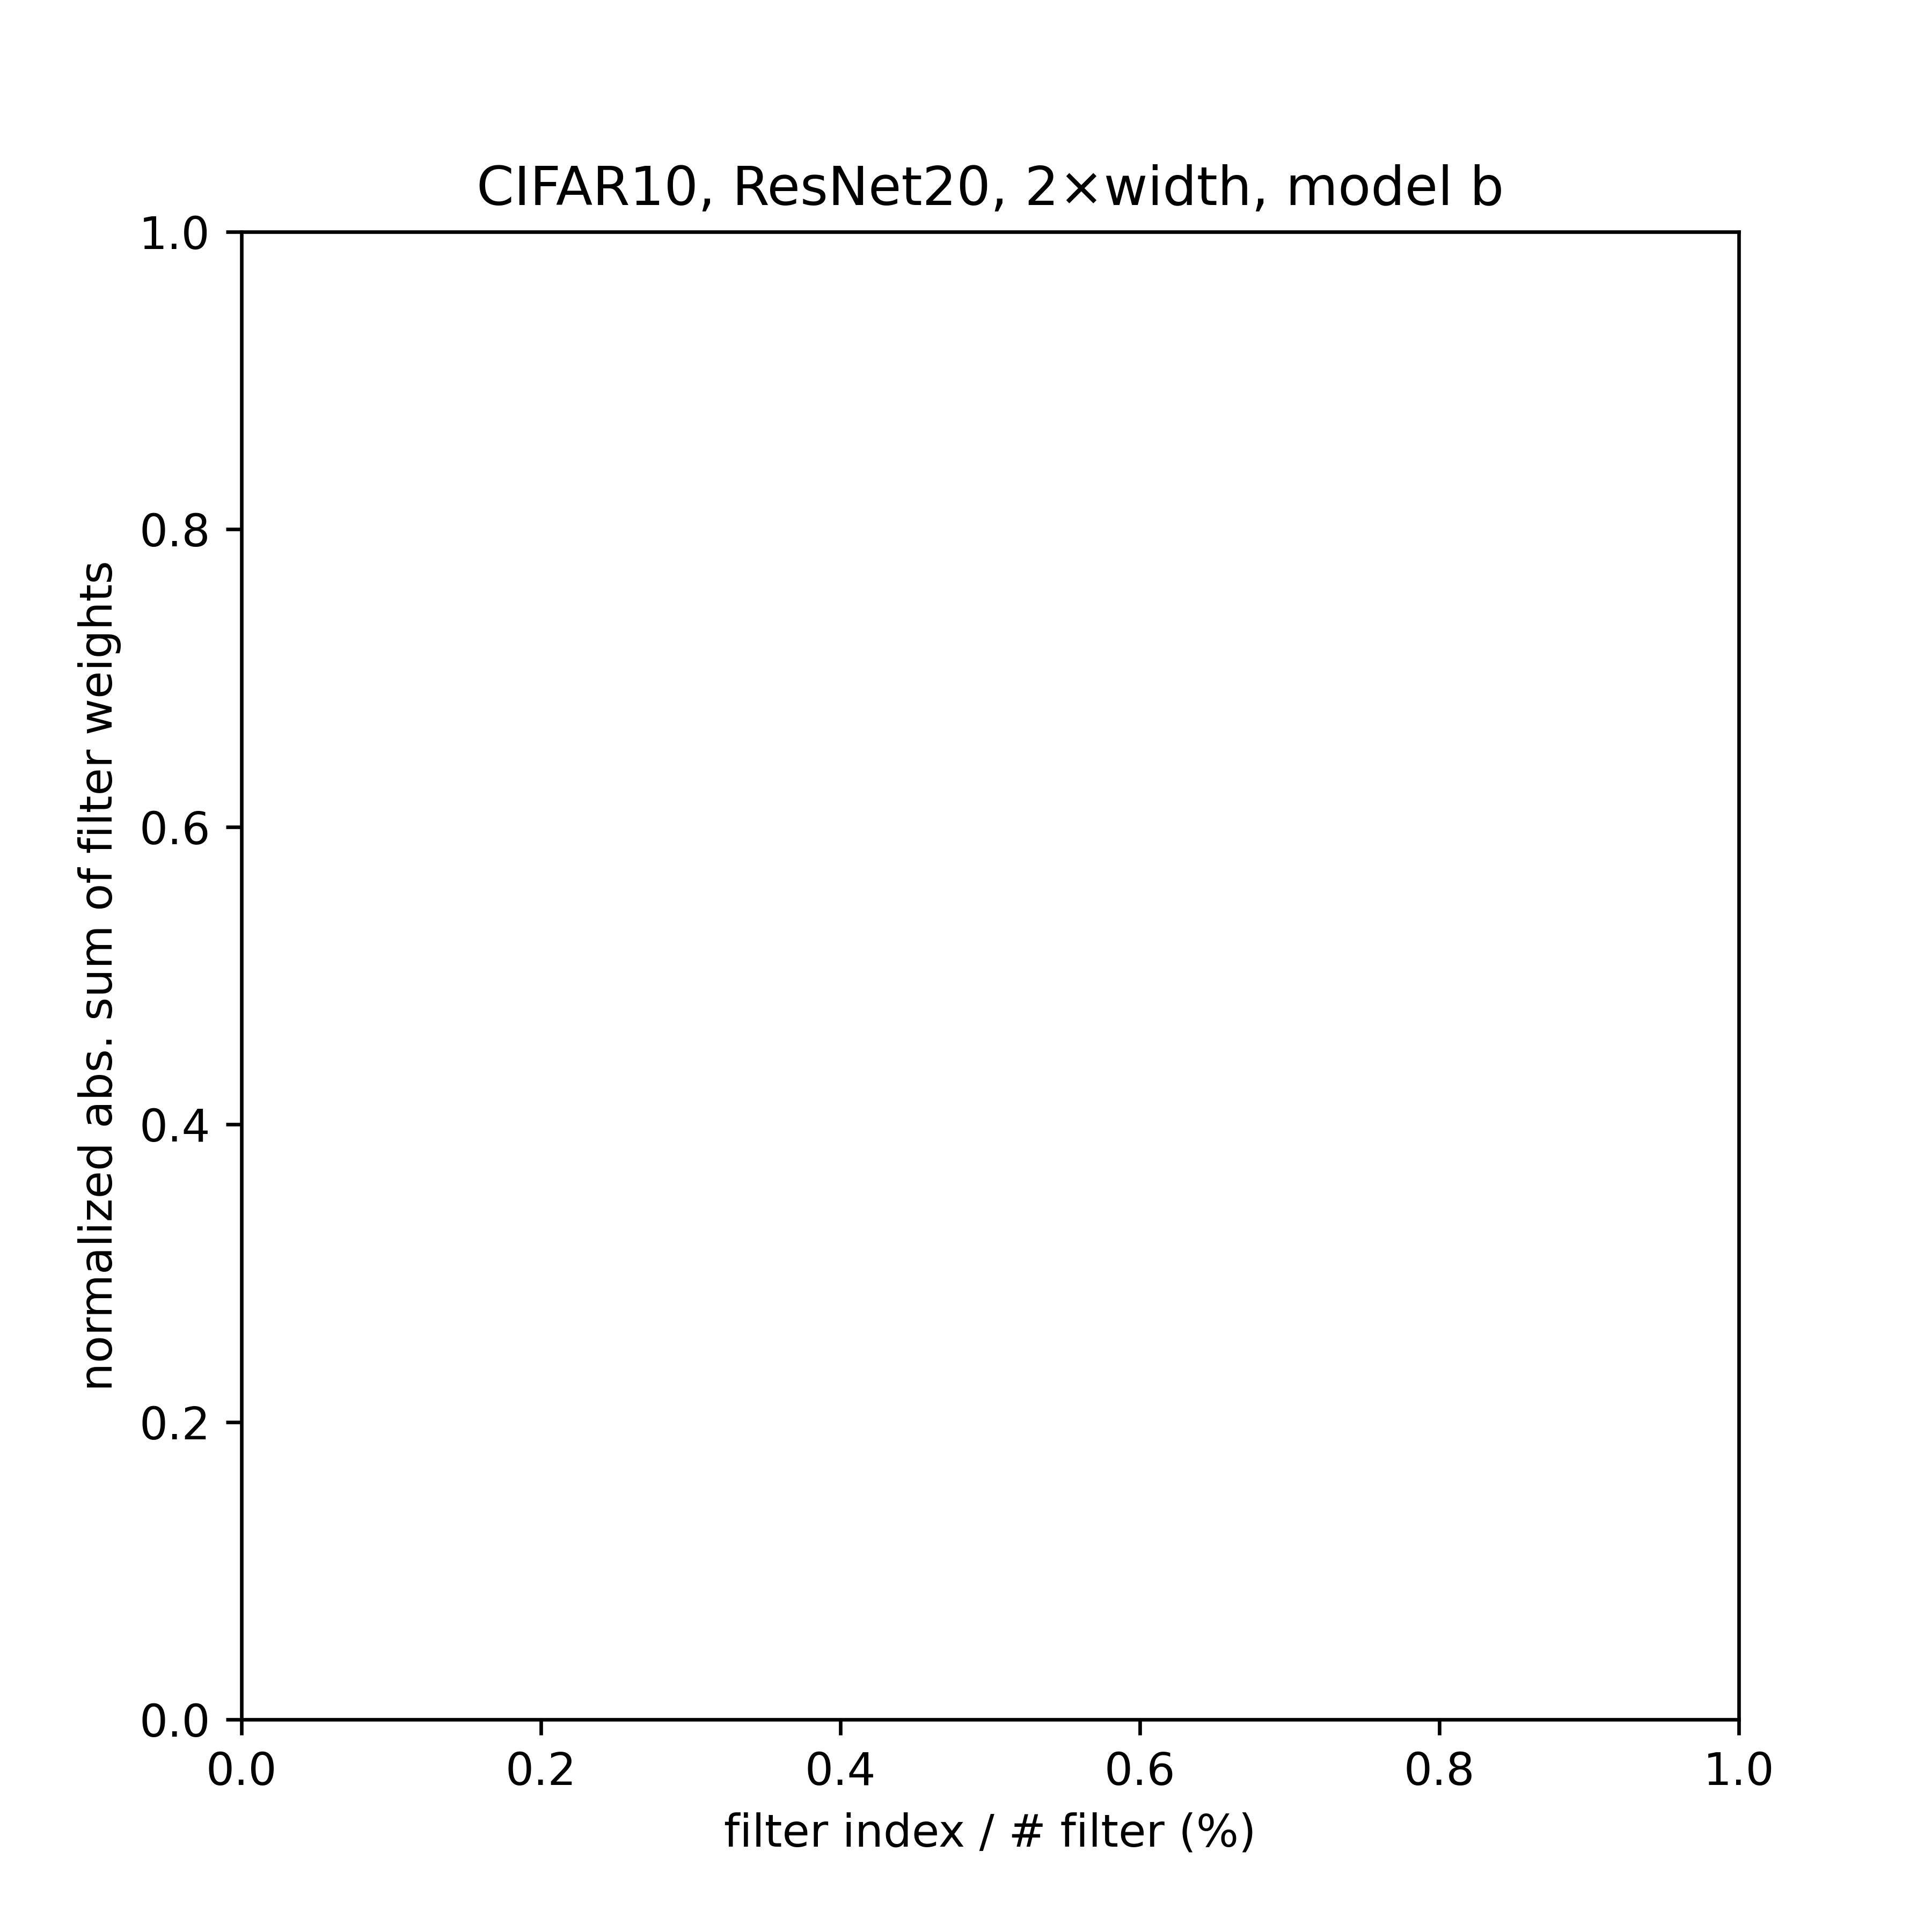 CIFAR10, ResNet20, 2×width, model b
1.0
0.8
0.6
0.4
0.2
0.0
normalized abs. sum of filter weights
0.0 0.2 0.4 0.6 0.8 1.0
filter index / # filter (%)